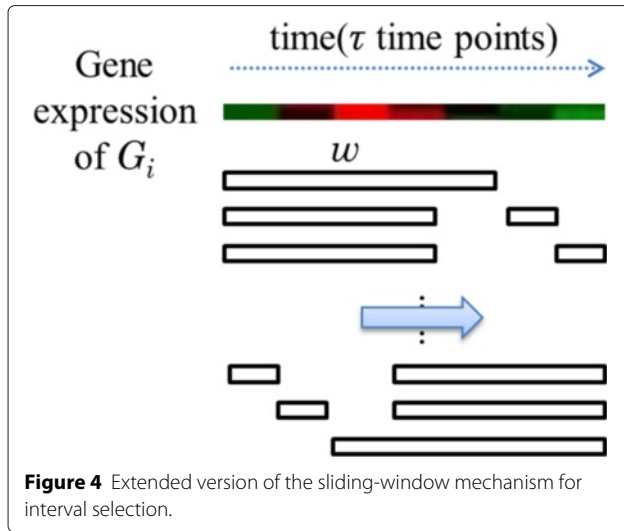 time(τ time points)
Gene
expression
of Gᵢ
w
Figure 4 Extended version of the sliding-window mechanism for
interval selection.